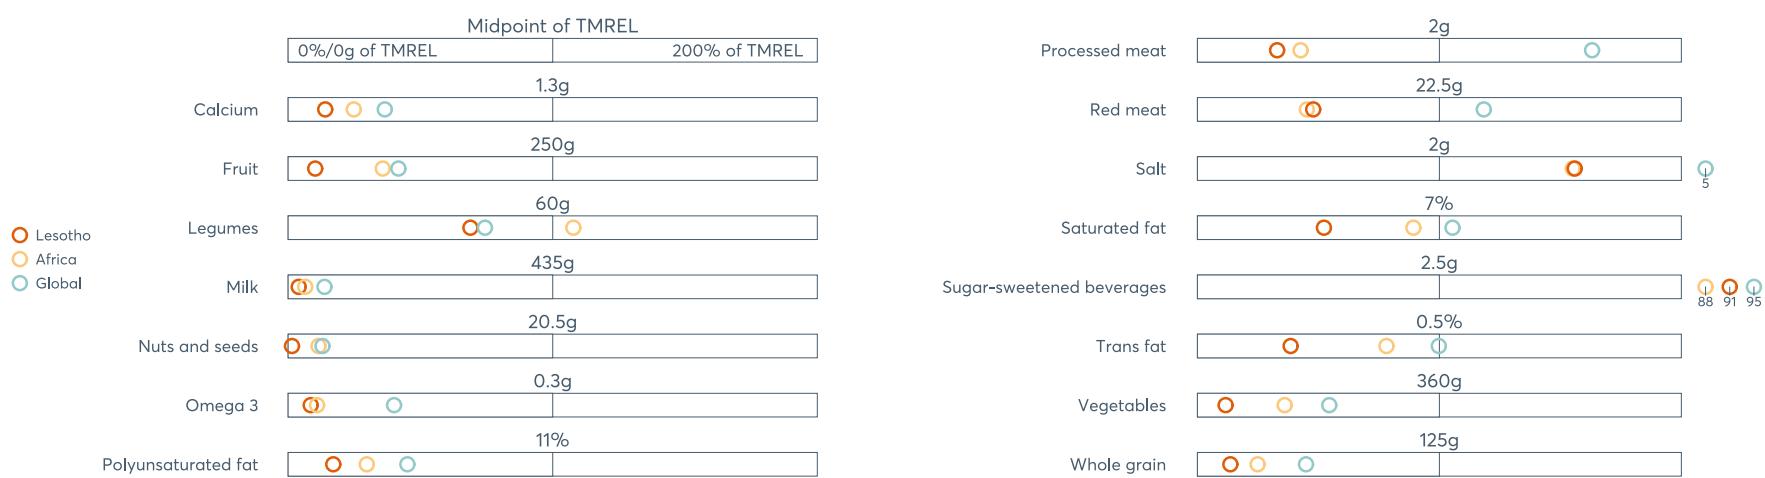 Midpoint of TMREL
0%/0g of TMREL 200% of TMREL
1.3g
Calcium
250g
Fruit
60g
Legumes
435g
Milk
20.5g
Nuts and seeds
0.3g
Omega 3
11%
Polyunsaturated fat
Lesotho
Africa
Global
2g
Processed meat
22.5g
Red meat
2g
Salt
5
7%
Saturated fat
2.5g
Sugar-sweetened beverages
88 91 95
0.5%
Trans fat
360g
Vegetables
125g
Whole grain